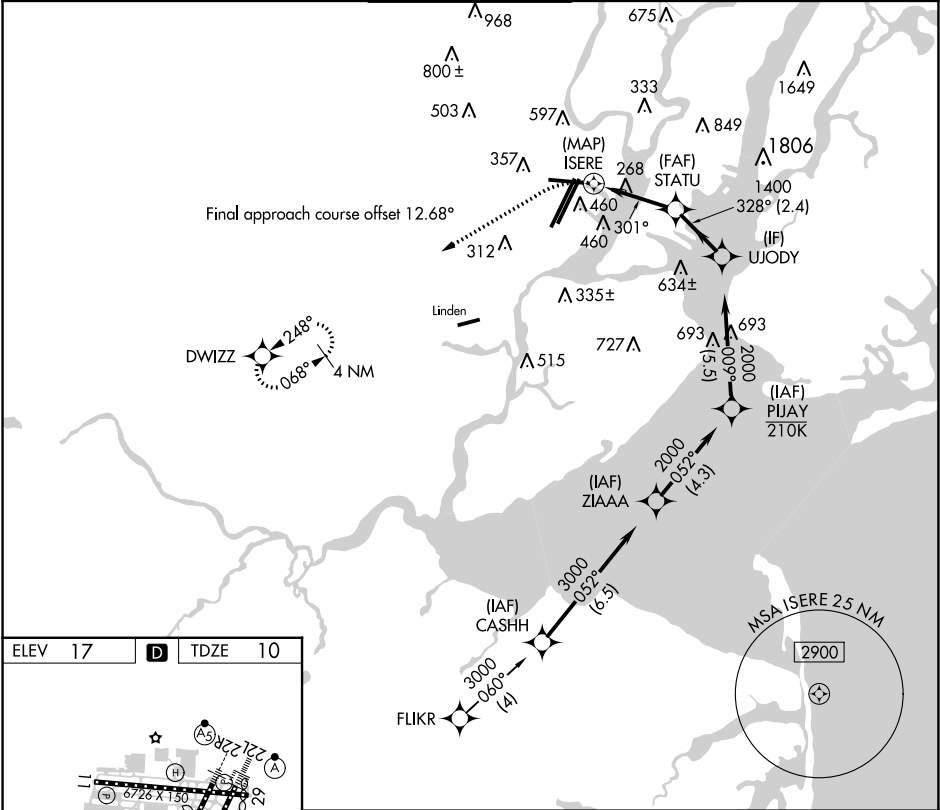 968
675
800 ±
1649
503
597
333
849
(MAP)
ISERE
357
268
(FAF)
STATU
1806
1400
328° (2.4)
Final approach course offset 12.68°
460
460
301°
(IF)
UJODY
312
634±
335±
Linden
248°
DWIZZ
068°
4 NM
515
727
693
693
2000
009°
(5.5)
(IAF)
PIJAY
210K
2000
052°
(4.3)
(IAF)
ZIAAA
3000
052°
(6.5)
(IAF)
CASHH
3000
060°
(4)
FLIKR
MSA ISERE 25 NM
2900
ELEV 17
D
TDZE 10
A5
22R
22L
A
H
P
11
6726 X 150
29